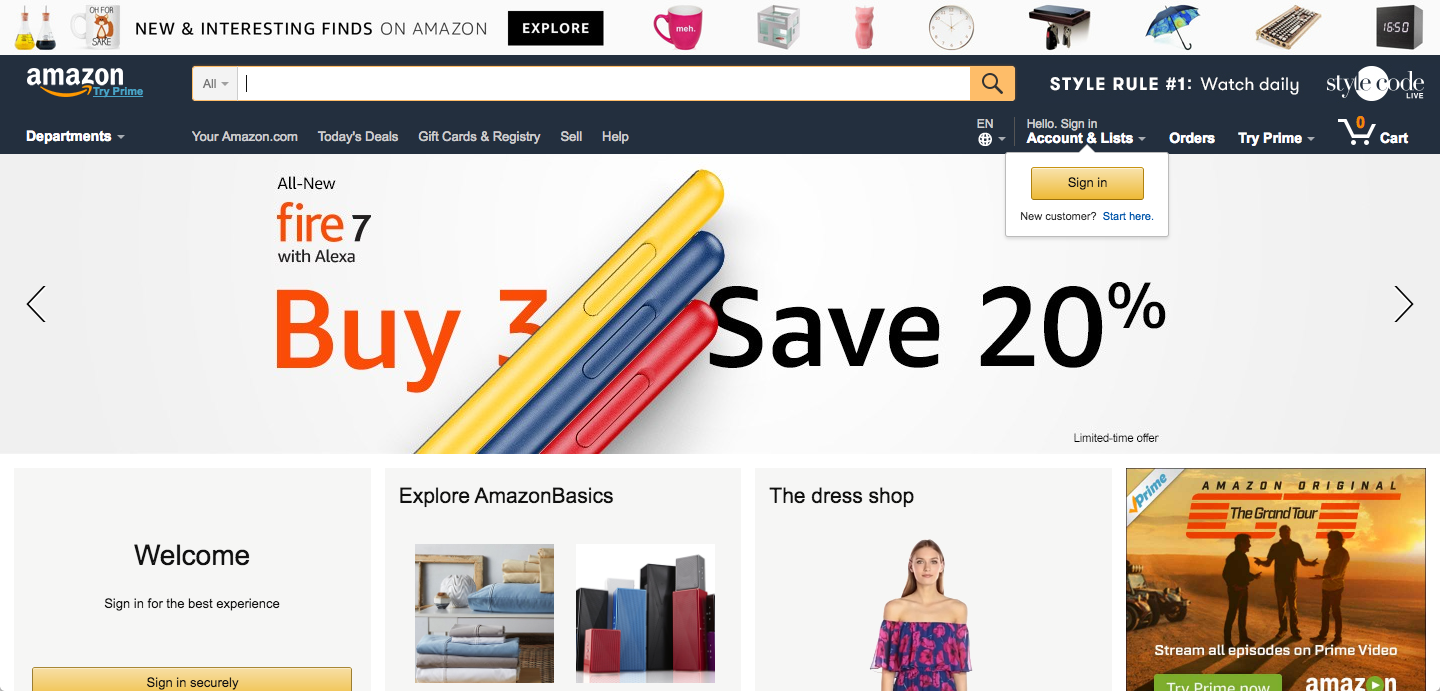 OH FOR
SAKE
NEW & INTERESTING FINDS ON AMAZON
EXPLORE
meh.
16:50
amazon
Try Prime
All
STYLE RULE #1: Watch daily
style code
LIVE
Departments
Your Amazon.com
Today's Deals
Gift Cards & Registry
Sell
Help
EN
Hello. Sign in
Account & Lists
Orders
Try Prime
0
Cart
Sign in
New customer? Start here.
All-New
fire 7
with Alexa
Buy 3
Save 20%
Limited-time offer
Welcome
Sign in for the best experience
Sign in securely
Explore AmazonBasics
The dress shop
Prime
AMAZON ORIGINAL
The Grand Tour
Stream all episodes on Prime Video
Try Prime now
amazon